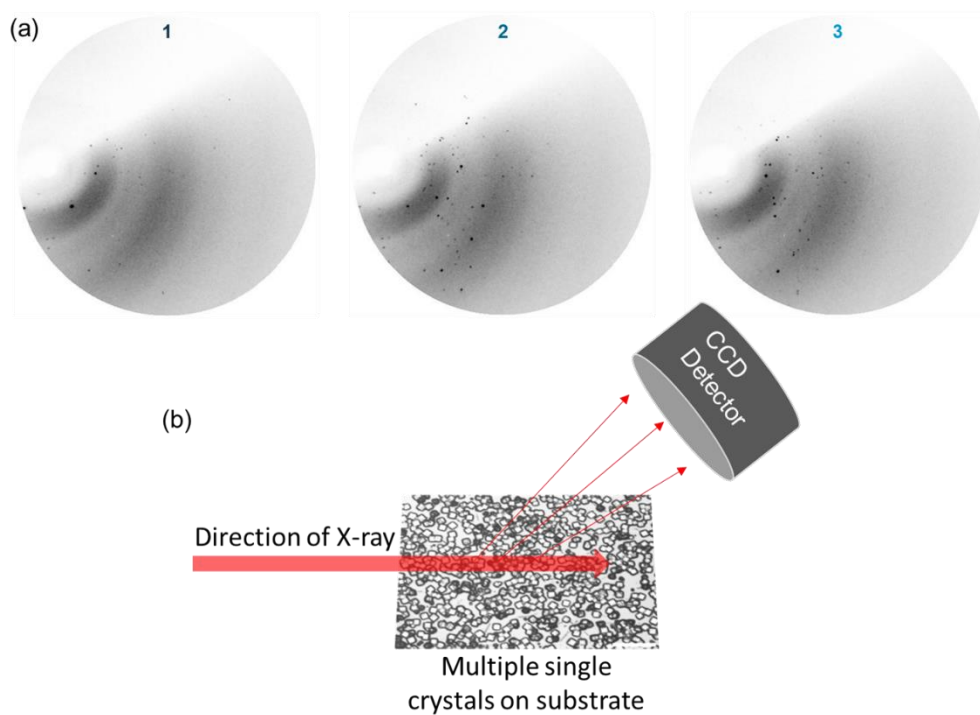 (a)
1
2
3
CCD
Detector
(b)
Direction of X-ray
Multiple single
crystals on substrate